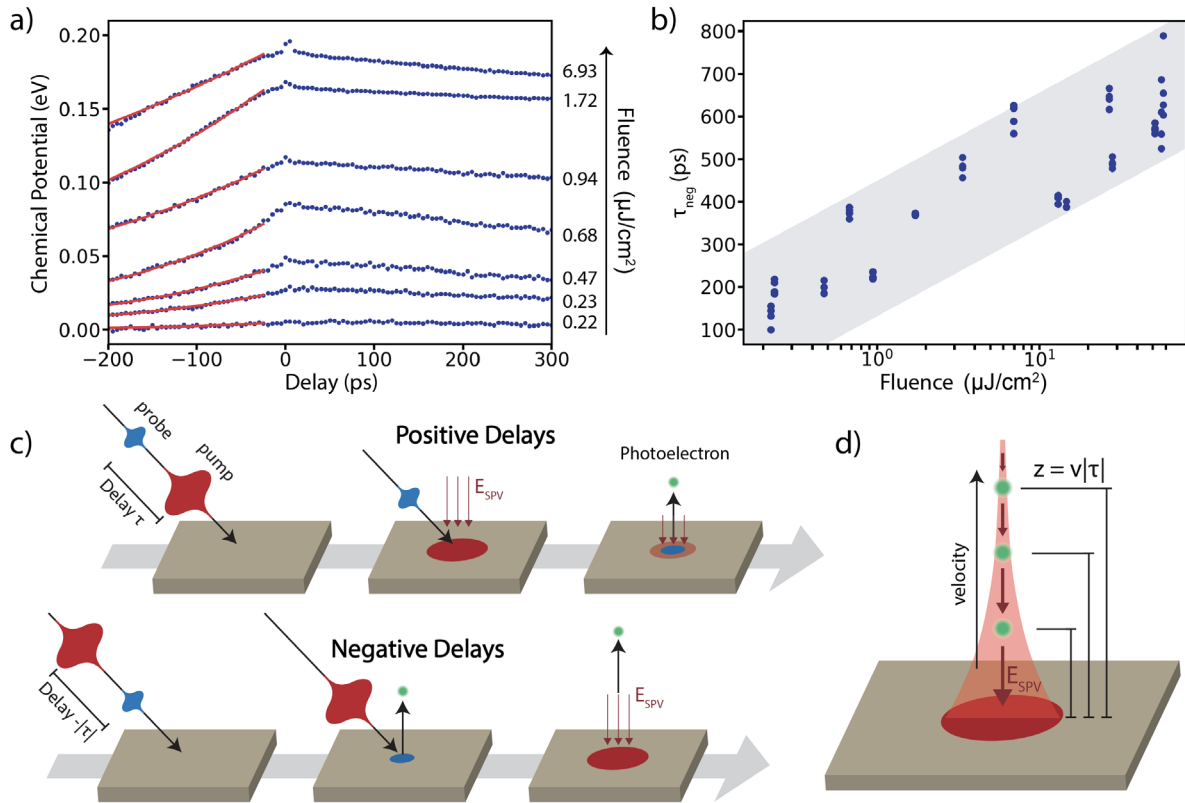 a)
Chemical Potential (eV)
0.20
0.15
0.10
0.05
0.00
−200
−100
0
100
200
300
Delay (ps)
6.93
1.72
0.94
0.68
0.47
0.23
0.22
Fluence (μJ/cm²)
b)
τneg (ps)
800
700
600
500
400
300
200
100
10⁰
10¹
Fluence (μJ/cm²)
c)
probe
pump
Delay τ
Positive Delays
ESPV
Photoelectron
Delay -|τ|
Negative Delays
ESPV
d)
z = v|τ|
velocity
ESPV